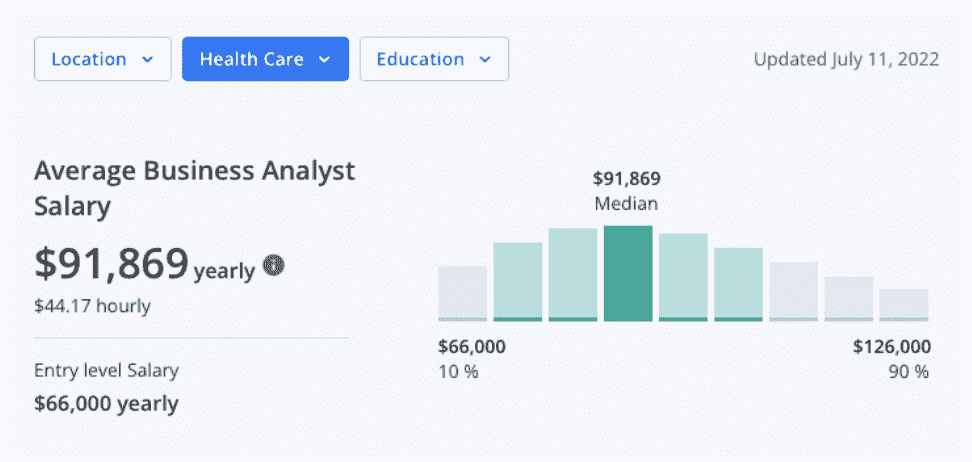 Location
Health Care
Education
Updated July 11, 2022
Average Business Analyst
Salary
$91,869 yearly
$44.17 hourly
Entry level Salary
$66,000 yearly
$91,869
Median
$66,000
10 %
$126,000
90 %